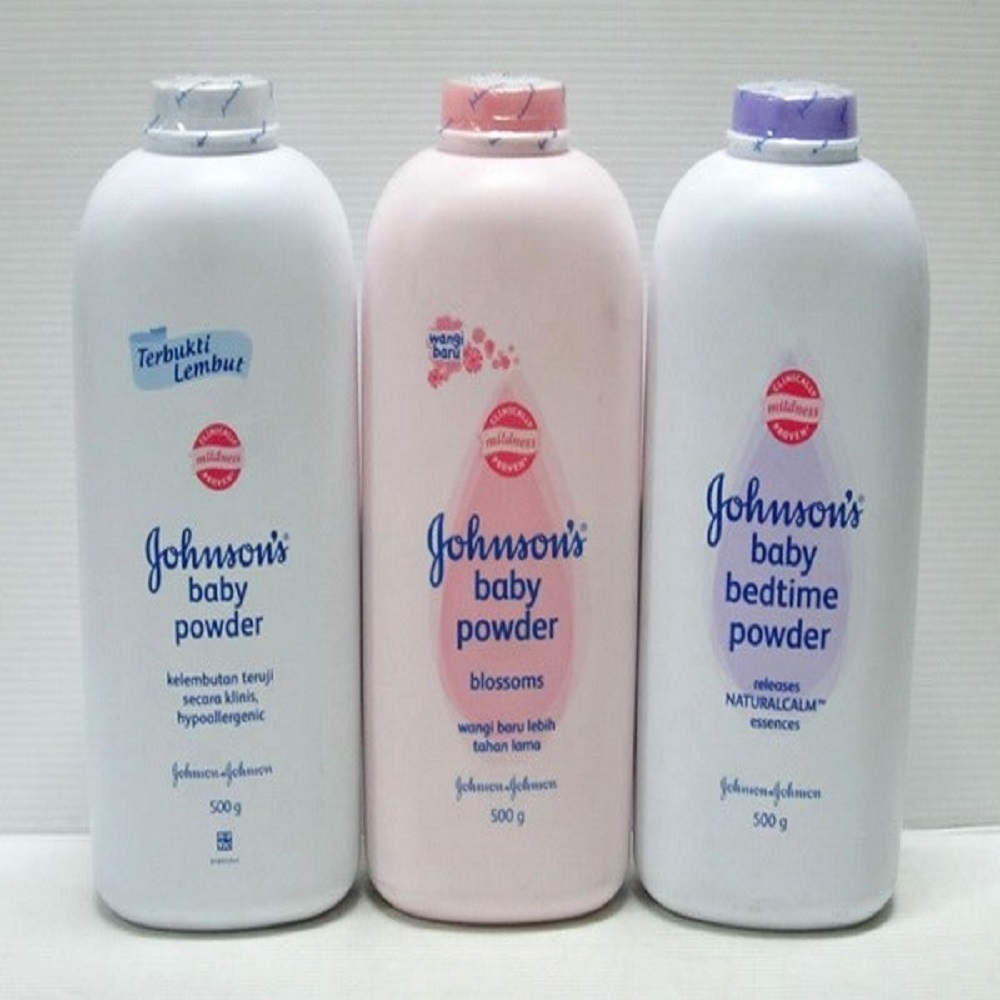 Terbukti
Lembut
CLINICALLY
mildness
PROVEN
Johnson's®
baby
powder
kelembutan teruji
secara klinis,
hypoallergenic
Johnson & Johnson
500 g
wangi
baru
CLINICALLY
mildness
PROVEN
Johnson's®
baby
powder
blossoms
wangi baru lebih
tahan lama
Johnson & Johnson
500 g
CLINICALLY
mildness
PROVEN
Johnson's®
baby
bedtime
powder
releases
NATURALCALM™
essences
Johnson & Johnson
500 g